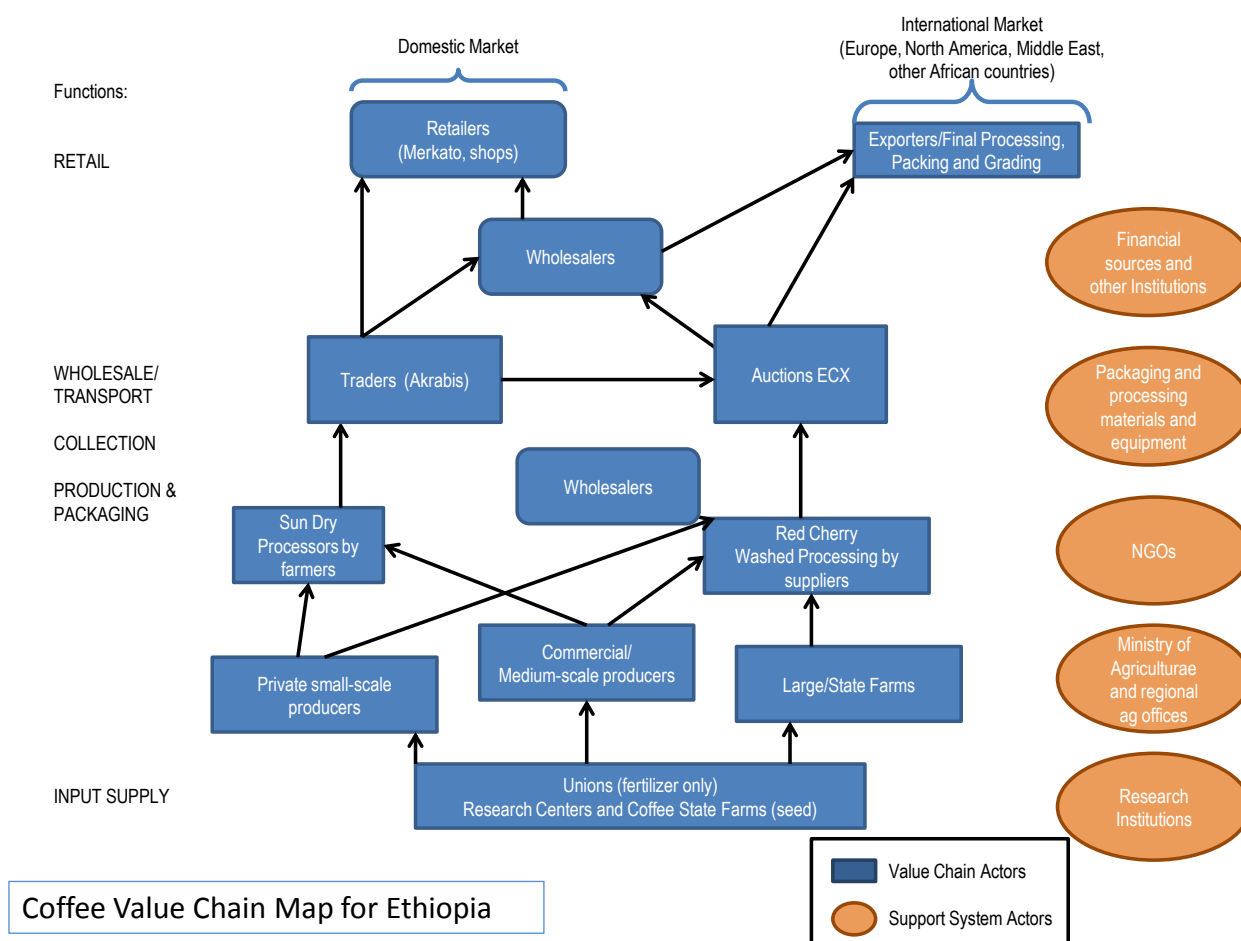 Domestic Market
International Market
(Europe, North America, Middle East,
other African countries)
Functions:
Retailers
(Merkato, shops)
Exporters/Final Processing,
Packing and Grading
RETAIL
Wholesalers
Financial
sources and
other Institutions
WHOLESALE/
TRANSPORT
Traders (Akrabis)
Auctions ECX
Packaging and
processing
materials and
equipment
COLLECTION
PRODUCTION &
PACKAGING
Wholesalers
Sun Dry
Processors by
farmers
Red Cherry
Washed Processing by
suppliers
NGOs
Private small-scale
producers
Commercial/
Medium-scale producers
Large/State Farms
Ministry of
Agriculturae
and regional
ag offices
INPUT SUPPLY
Unions (fertilizer only)
Research Centers and Coffee State Farms (seed)
Research
Institutions
Value Chain Actors
Support System Actors
Coffee Value Chain Map for Ethiopia